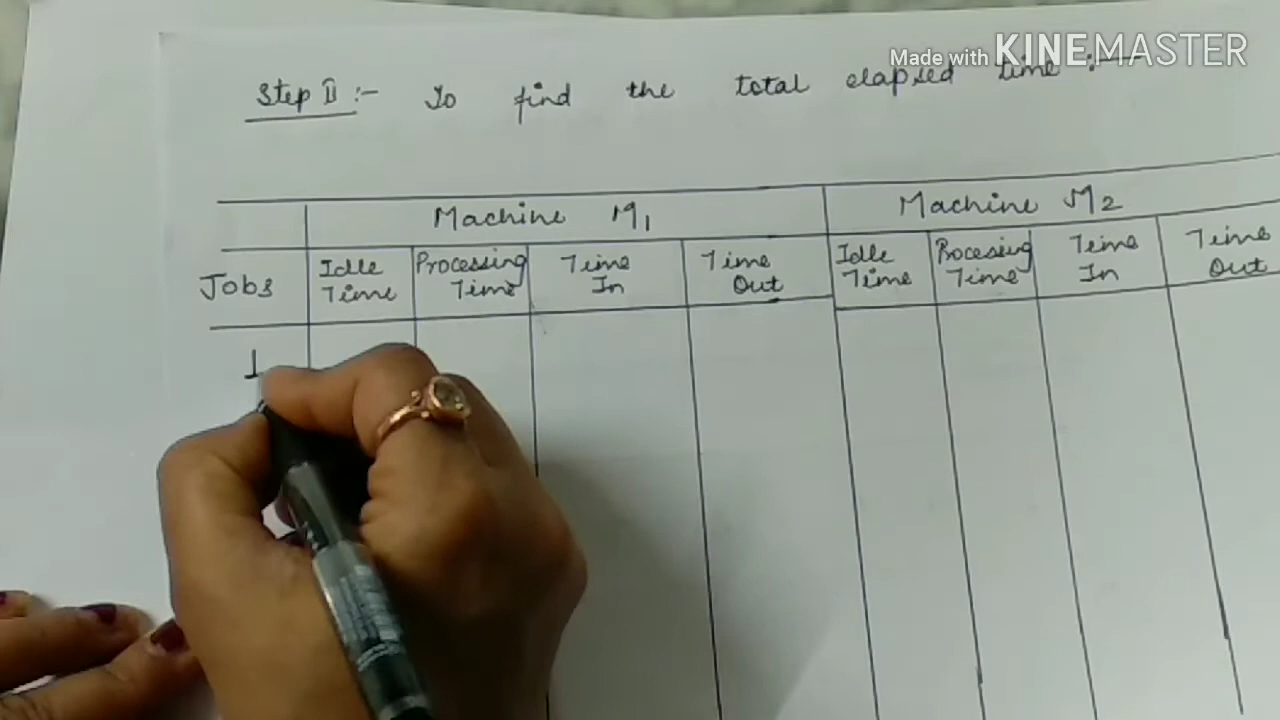 Made with KINEMASTER
Step II :- To find the total elapsed time :-
Machine M1 Machine M2
Jobs Idle Time Processing Time Time In Time Out Idle Time Processing Time Time In Time Out
1